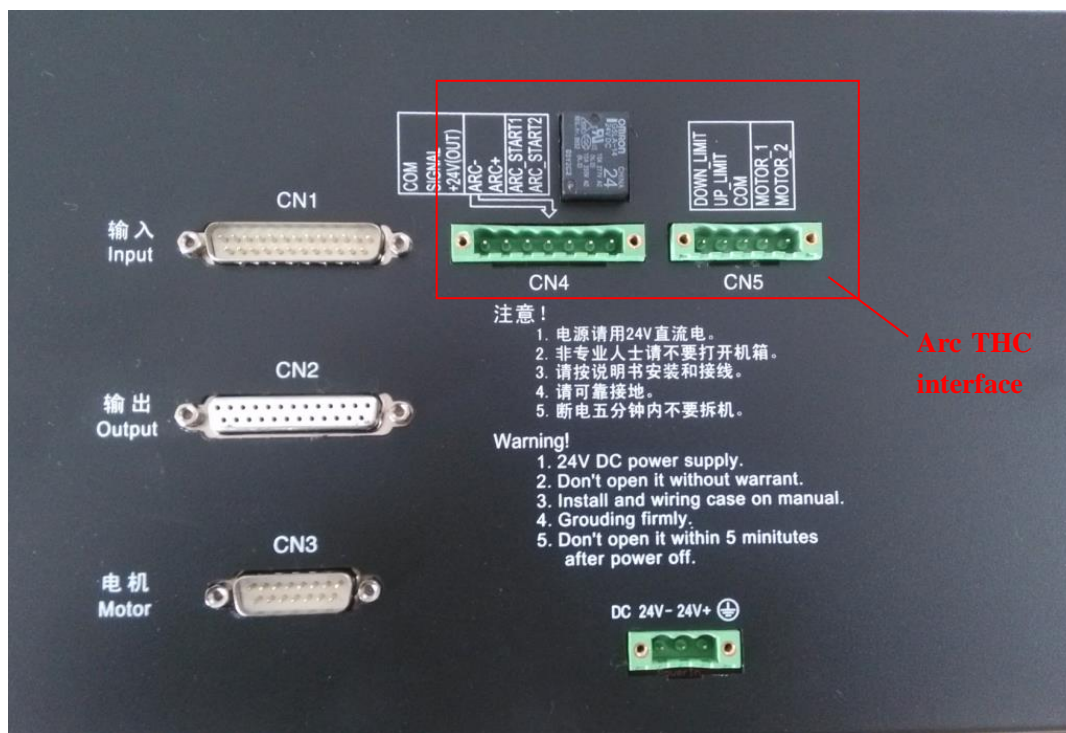 COM
SIGNAL
+24V(OUT)
ARC-
ARC+
ARC_START1
ARC_START2
omron
24
CHINA
DOWN_LIMIT
UP_LIMIT
COM
MOTOR_1
MOTOR_2
CN1
输入
Input
CN4
CN5
注意！
1. 电源请用24V直流电。
2. 非专业人士请不要打开机箱。
3. 请按说明书安装和接线。
4. 请可靠接地。
5. 断电五分钟内不要拆机。
Arc THC
interface
CN2
输出
Output
Warning!
1. 24V DC power supply.
2. Don't open it without warrant.
3. Install and wiring case on manual.
4. Grouding firmly.
5. Don't open it within 5 minitutes
after power off.
CN3
电机
Motor
DC 24V- 24V+